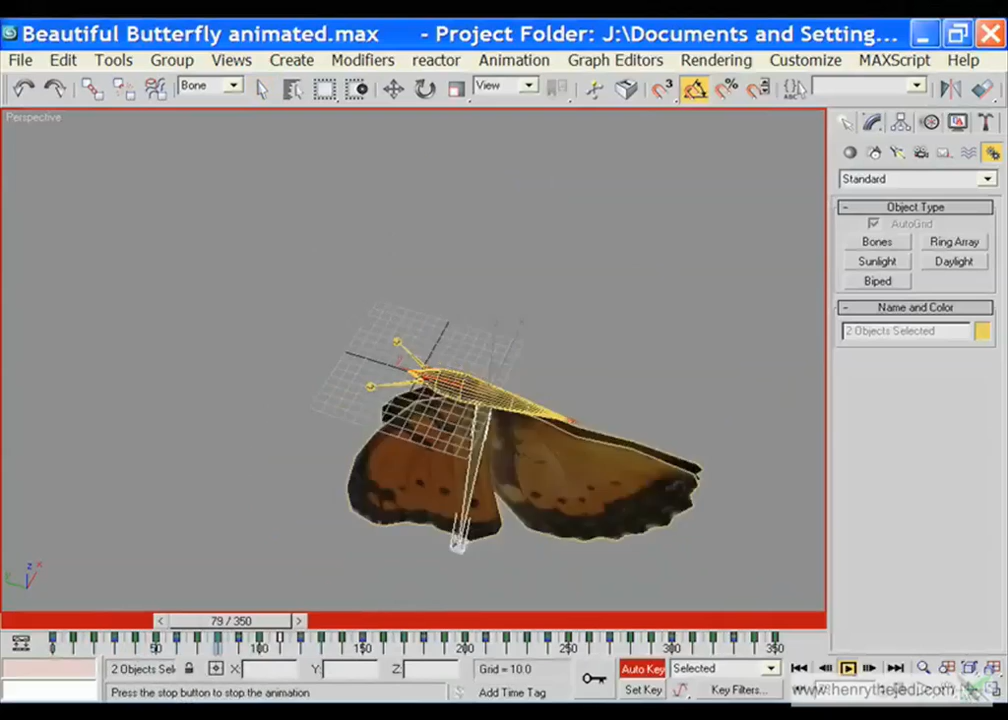 Beautiful Butterfly animated.max - Project Folder: J:\Documents and Setting...
File Edit Tools Group Views Create Modifiers reactor Animation Graph Editors Rendering Customize MAXScript Help
Bone View
Perspective
Standard
- Object Type
AutoGrid
Bones Ring Array
Sunlight Daylight
Biped
- Name and Color
2 Objects Selected
z x y
79 / 350
0 50 100 150 200 250 300 350
2 Objects Sel X: Y: Z: Grid = 10.0 Auto Key Selected
Press the stop button to stop the animation Add Time Tag Set Key Key Filters...
www.henrythejedi.com